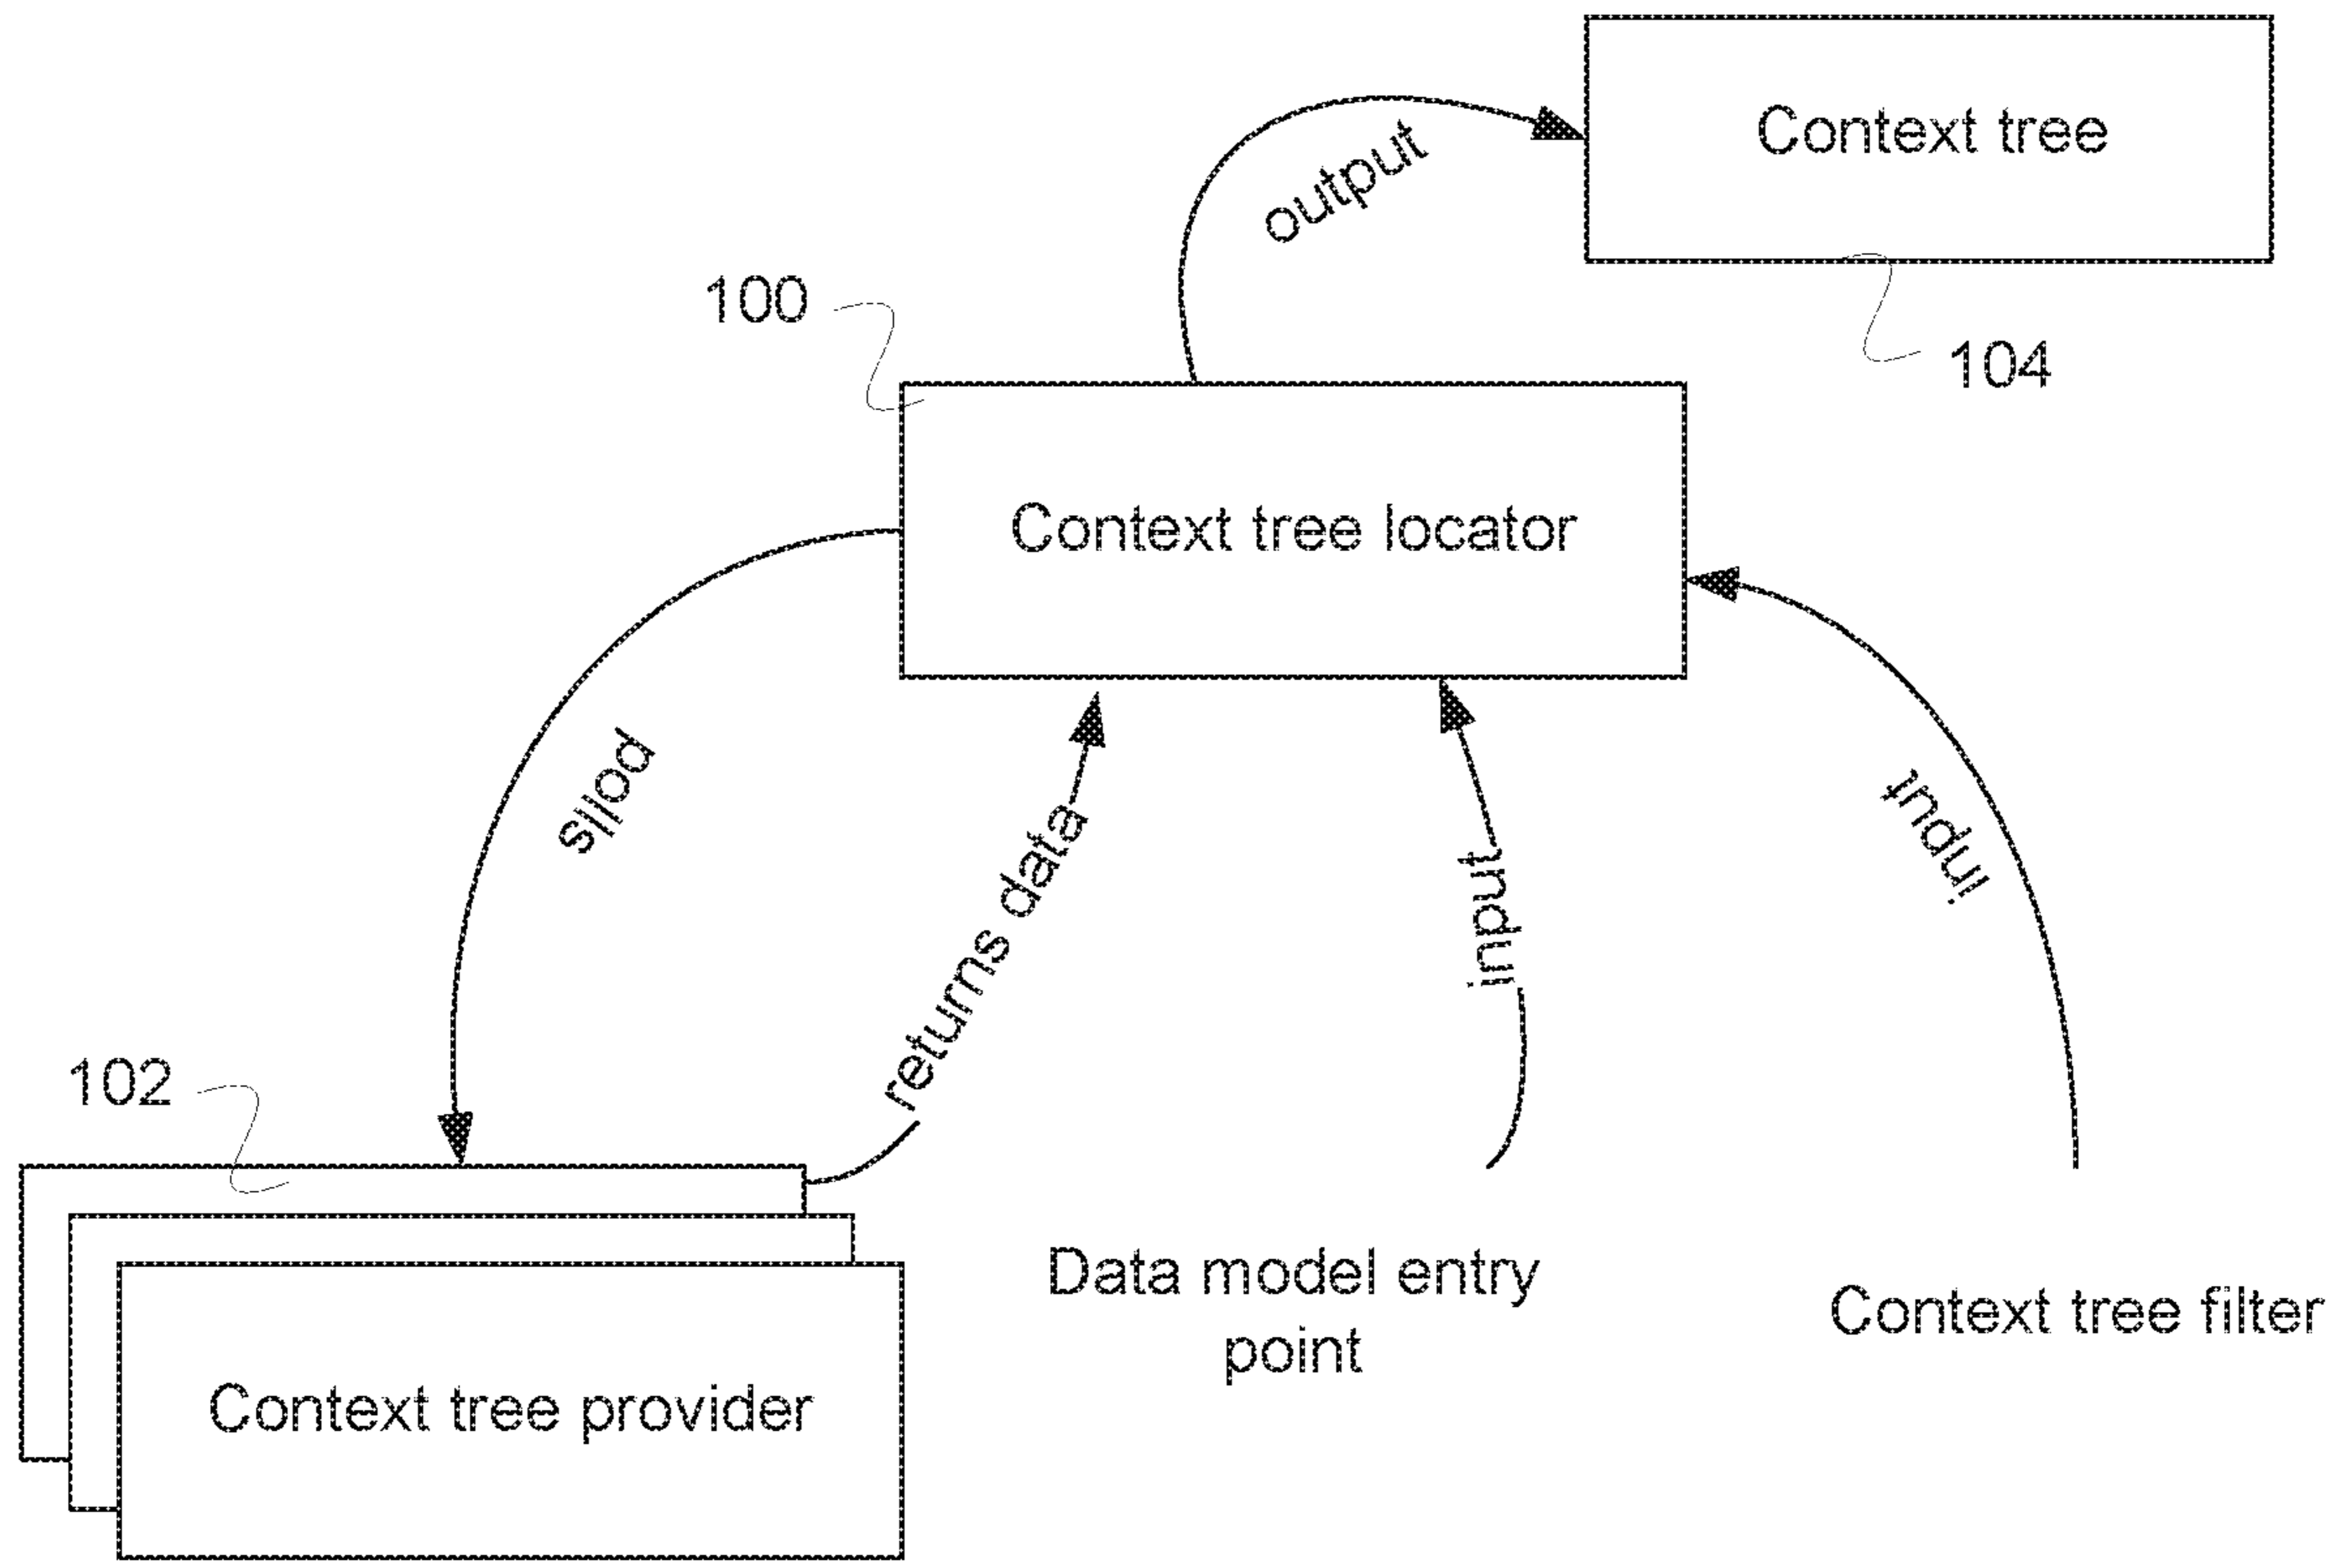 Context tree
output
100
104
Context tree locator
polls
returns data
input
input
102
Data model entry
point
Context tree filter
Context tree provider